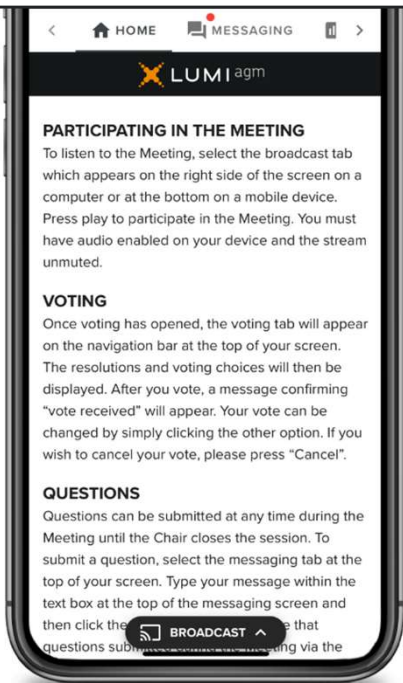 HOME MESSAGING
LUMI agm
PARTICIPATING IN THE MEETING
To listen to the Meeting, select the broadcast tab
which appears on the right side of the screen on a
computer or at the bottom on a mobile device.
Press play to participate in the Meeting. You must
have audio enabled on your device and the stream
unmuted.
VOTING
Once voting has opened, the voting tab will appear
on the navigation bar at the top of your screen.
The resolutions and voting choices will then be
displayed. After you vote, a message confirming
“vote received” will appear. Your vote can be
changed by simply clicking the other option. If you
wish to cancel your vote, please press “Cancel”.
QUESTIONS
Questions can be submitted at any time during the
Meeting until the Chair closes the session. To
submit a question, select the messaging tab at the
top of your screen. Type your message within the
text box at the top of the messaging screen and
then click the that
BROADCAST
questions via the